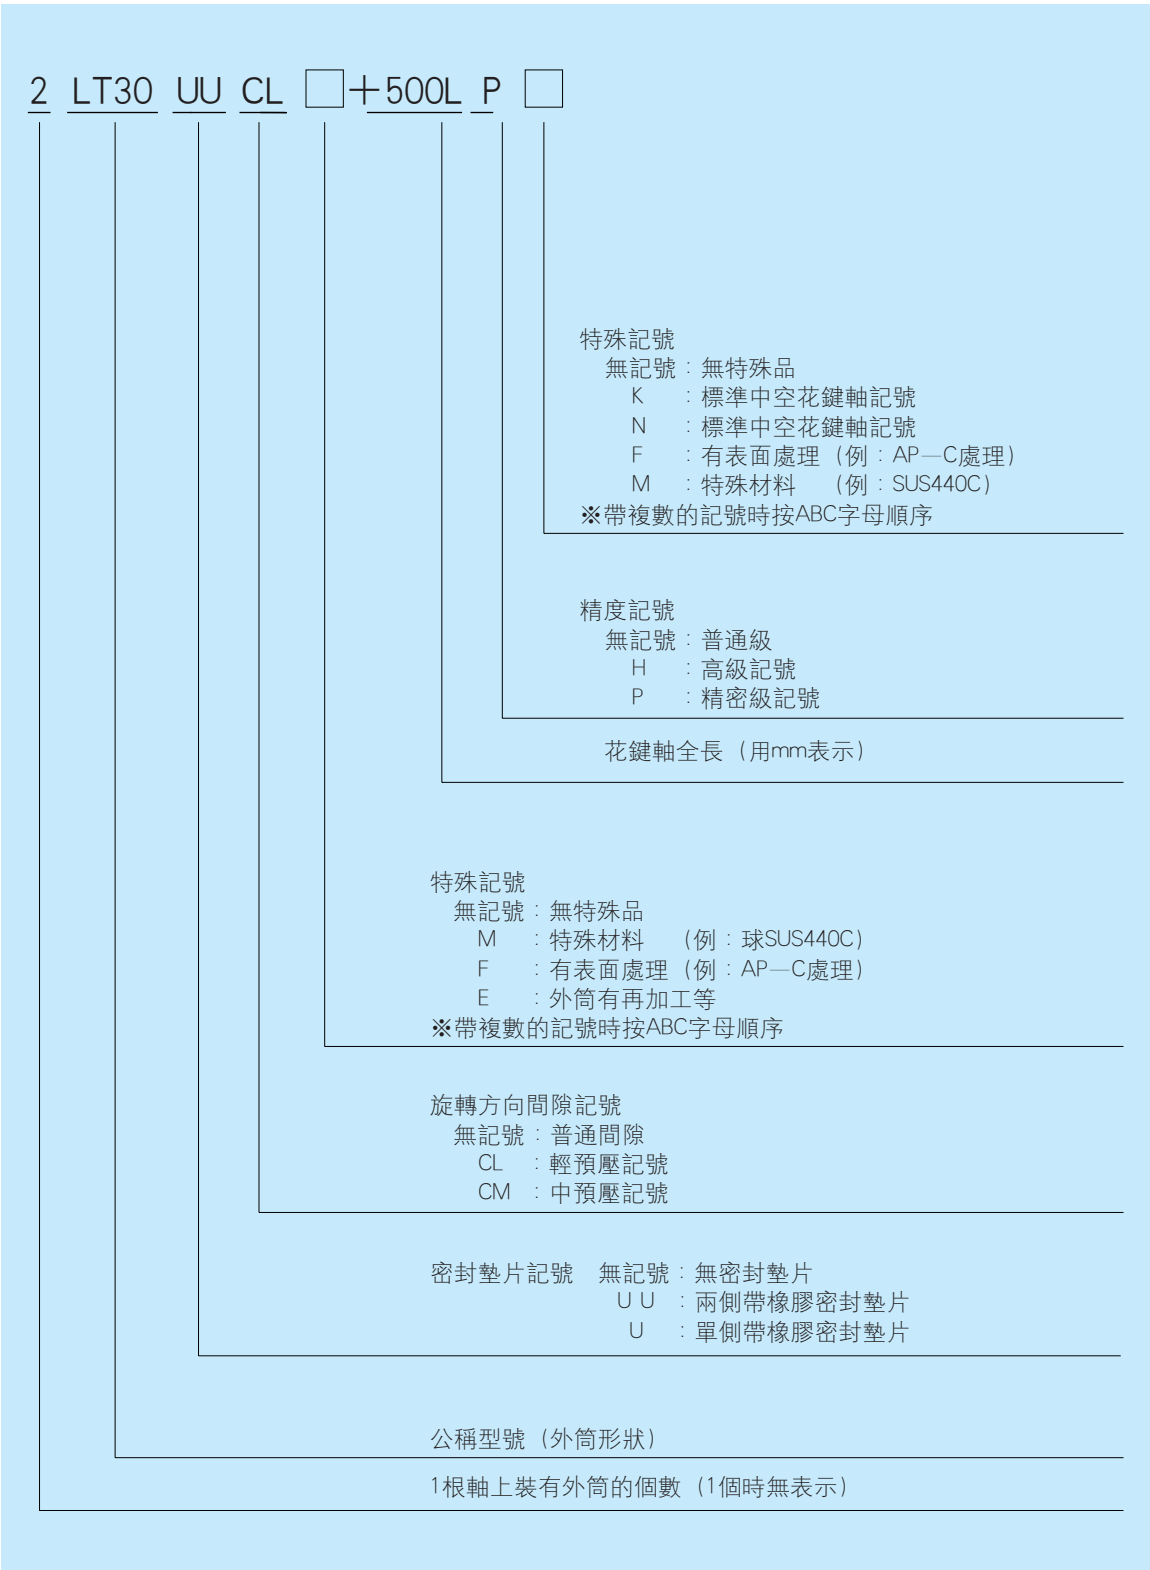 2 LT30 UU CL □+500L P □
特殊記號
無記號：無特殊品
K ：標準中空花鍵軸記號
N ：標準中空花鍵軸記號
F ：有表面處理（例：AP—C處理）
M ：特殊材料 （例：SUS440C）
※帶複數的記號時按ABC字母順序
精度記號
無記號：普通級
H ：高級記號
P ：精密級記號
花鍵軸全長（用mm表示）
特殊記號
無記號：無特殊品
M ：特殊材料 （例：球SUS440C）
F ：有表面處理（例：AP—C處理）
E ：外筒有再加工等
※帶複數的記號時按ABC字母順序
旋轉方向間隙記號
無記號：普通間隙
CL ：輕預壓記號
CM ：中預壓記號
密封墊片記號 無記號：無密封墊片
U U ：兩側帶橡膠密封墊片
U ：單側帶橡膠密封墊片
公稱型號（外筒形狀）
1根軸上裝有外筒的個數（1個時無表示）